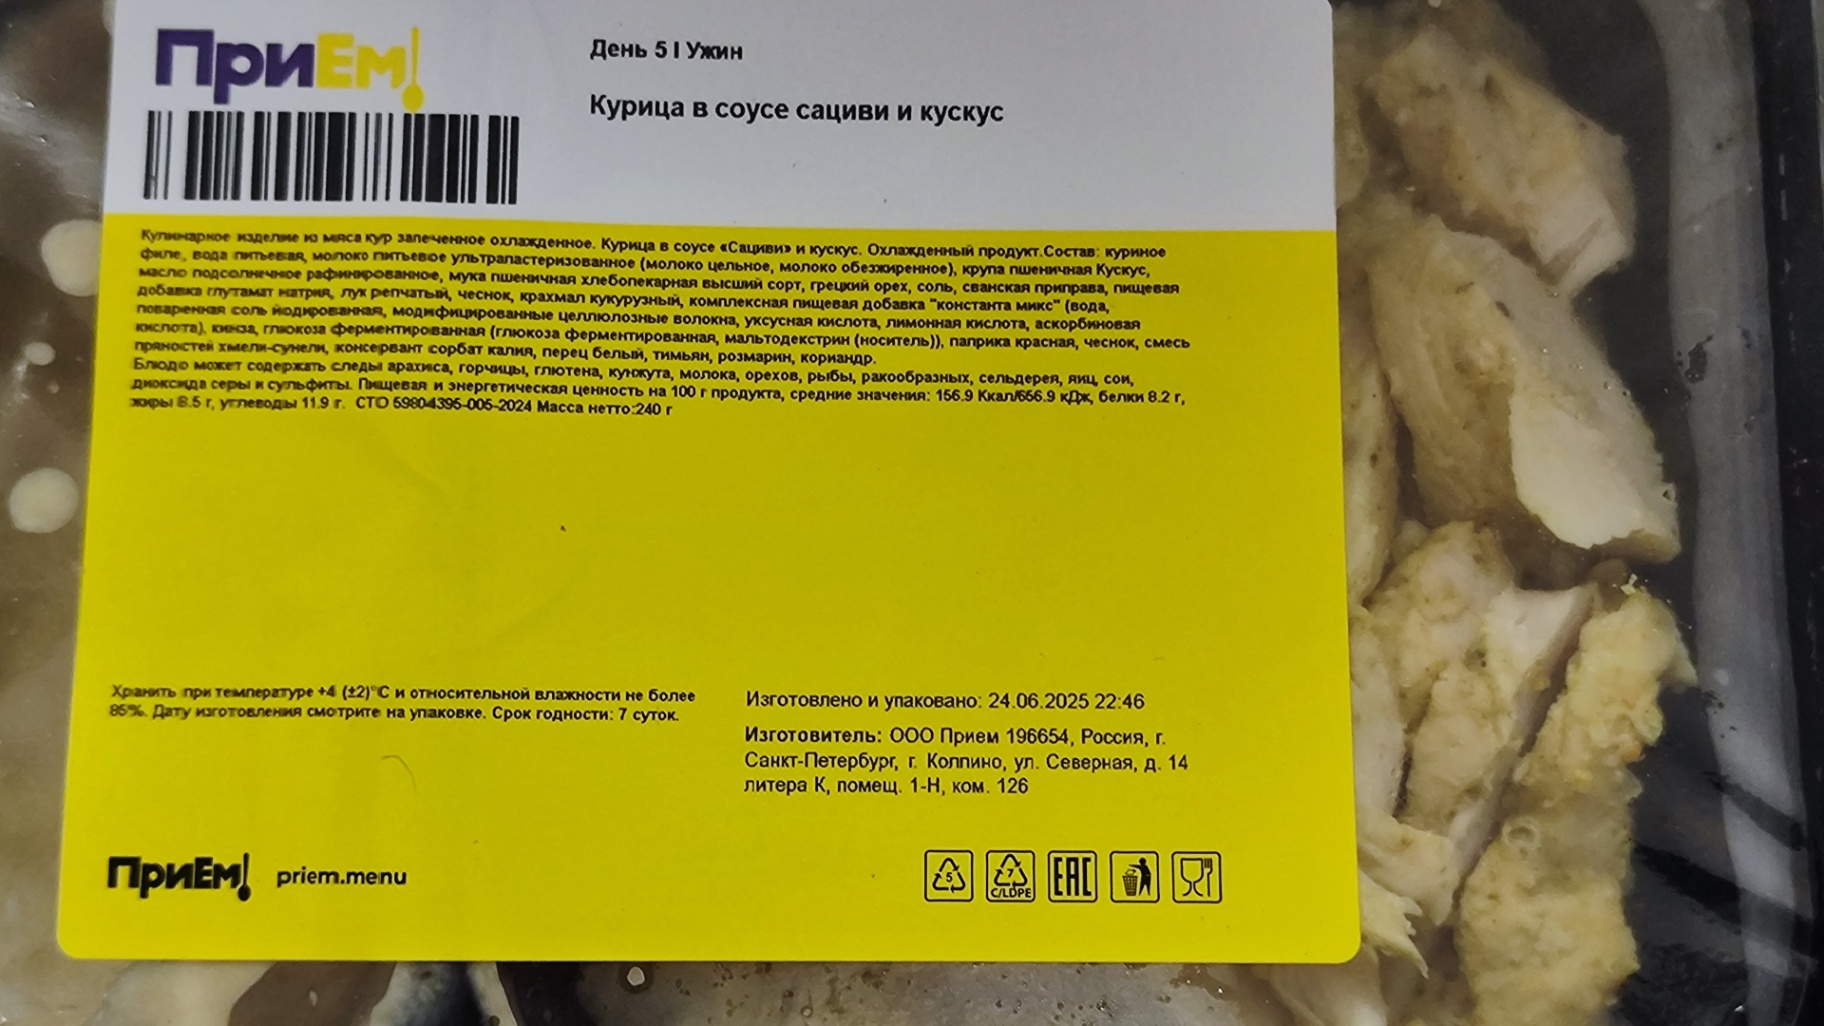 ПриЕм!
День 5 I Ужин
Курица в соусе сациви и кускус
Кулинарное изделие из мяса кур запеченное охлажденное. Курица в соусе «Сациви» и кускус. Охлажденный продукт.Состав: куриное
филе, вода питьевая, молоко питьевое ультрапастеризованное (молоко цельное, молоко обезжиренное), крупа пшеничная Кускус,
масло подсолнечное рафинированное, мука пшеничная хлебопекарная высший сорт, грецкий орех, соль, сванская приправа, пищевая
добавка глутамат натрия, лук репчатый, чеснок, крахмал кукурузный, комплексная пищевая добавка "константа микс" (вода,
поваренная соль йодированная, модифицированные целлюлозные волокна, уксусная кислота, лимонная кислота, аскорбиновая
кислота), кинза, глюкоза ферментированная (глюкоза ферментированная, мальтодекстрин (носитель)), паприка красная, чеснок, смесь
пряностей хмели-сунели, консервант сорбат калия, перец белый, тимьян, розмарин, кориандр.
Блюдо может содержать следы арахиса, горчицы, глютена, кунжута, молока, орехов, рыбы, ракообразных, сельдерея, яиц, сои,
диоксида серы и сульфиты. Пищевая и энергетическая ценность на 100 г продукта, средние значения: 156.9 Ккал/656.9 кДж, белки 8.2 г,
жиры 8.5 г, углеводы 11.9 г. СТО 59804395-005-2024 Масса нетто:240 г
Хранить при температуре +4 (±2)°С и относительной влажности не более
85%. Дату изготовления смотрите на упаковке. Срок годности: 7 суток.
Изготовлено и упаковано: 24.06.2025 22:46
Изготовитель: ООО Прием 196654, Россия, г.
Санкт-Петербург, г. Колпино, ул. Северная, д. 14
литера К, помещ. 1-Н, ком. 126
ПриЕм! priem.menu
5 7 C/LDPE EAC